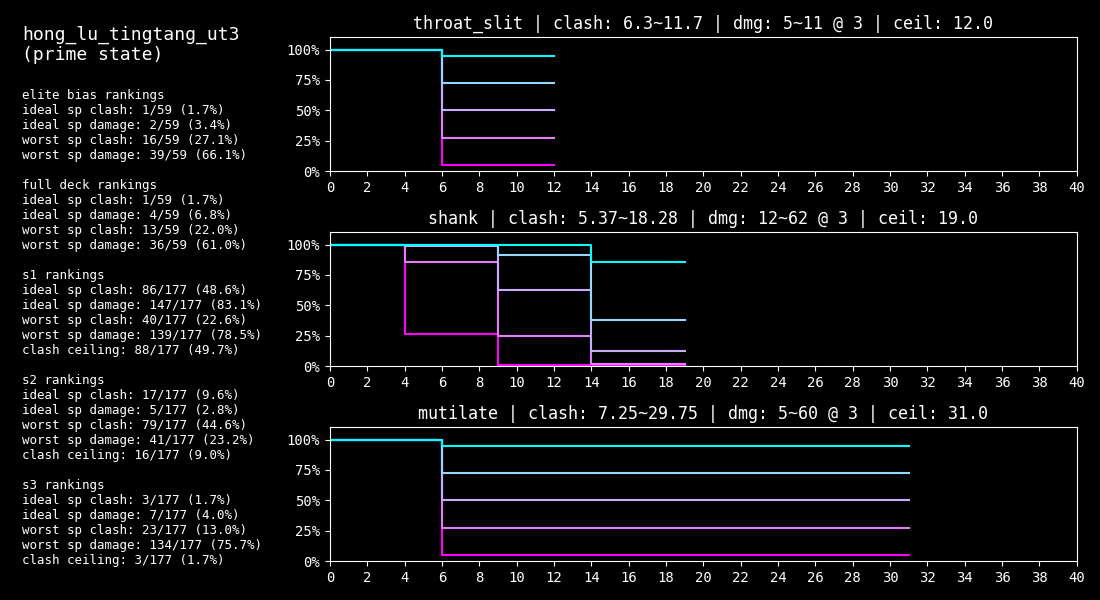 hong_lu_tingtang_ut3
(prime state)
elite bias rankings
ideal sp clash: 1/59 (1.7%)
ideal sp damage: 2/59 (3.4%)
worst sp clash: 16/59 (27.1%)
worst sp damage: 39/59 (66.1%)
full deck rankings
ideal sp clash: 1/59 (1.7%)
ideal sp damage: 4/59 (6.8%)
worst sp clash: 13/59 (22.0%)
worst sp damage: 36/59 (61.0%)
s1 rankings
ideal sp clash: 86/177 (48.6%)
ideal sp damage: 147/177 (83.1%)
worst sp clash: 40/177 (22.6%)
worst sp damage: 139/177 (78.5%)
clash ceiling: 88/177 (49.7%)
s2 rankings
ideal sp clash: 17/177 (9.6%)
ideal sp damage: 5/177 (2.8%)
worst sp clash: 79/177 (44.6%)
worst sp damage: 41/177 (23.2%)
clash ceiling: 16/177 (9.0%)
s3 rankings
ideal sp clash: 3/177 (1.7%)
ideal sp damage: 7/177 (4.0%)
worst sp clash: 23/177 (13.0%)
worst sp damage: 134/177 (75.7%)
clash ceiling: 3/177 (1.7%)
throat_slit | clash: 6.3~11.7 | dmg: 5~11 @ 3 | ceil: 12.0
100%
75%
50%
25%
0%
0 2 4 6 8 10 12 14 16 18 20 22 24 26 28 30 32 34 36 38 40
shank | clash: 5.37~18.28 | dmg: 12~62 @ 3 | ceil: 19.0
100%
75%
50%
25%
0%
0 2 4 6 8 10 12 14 16 18 20 22 24 26 28 30 32 34 36 38 40
mutilate | clash: 7.25~29.75 | dmg: 5~60 @ 3 | ceil: 31.0
100%
75%
50%
25%
0%
0 2 4 6 8 10 12 14 16 18 20 22 24 26 28 30 32 34 36 38 40